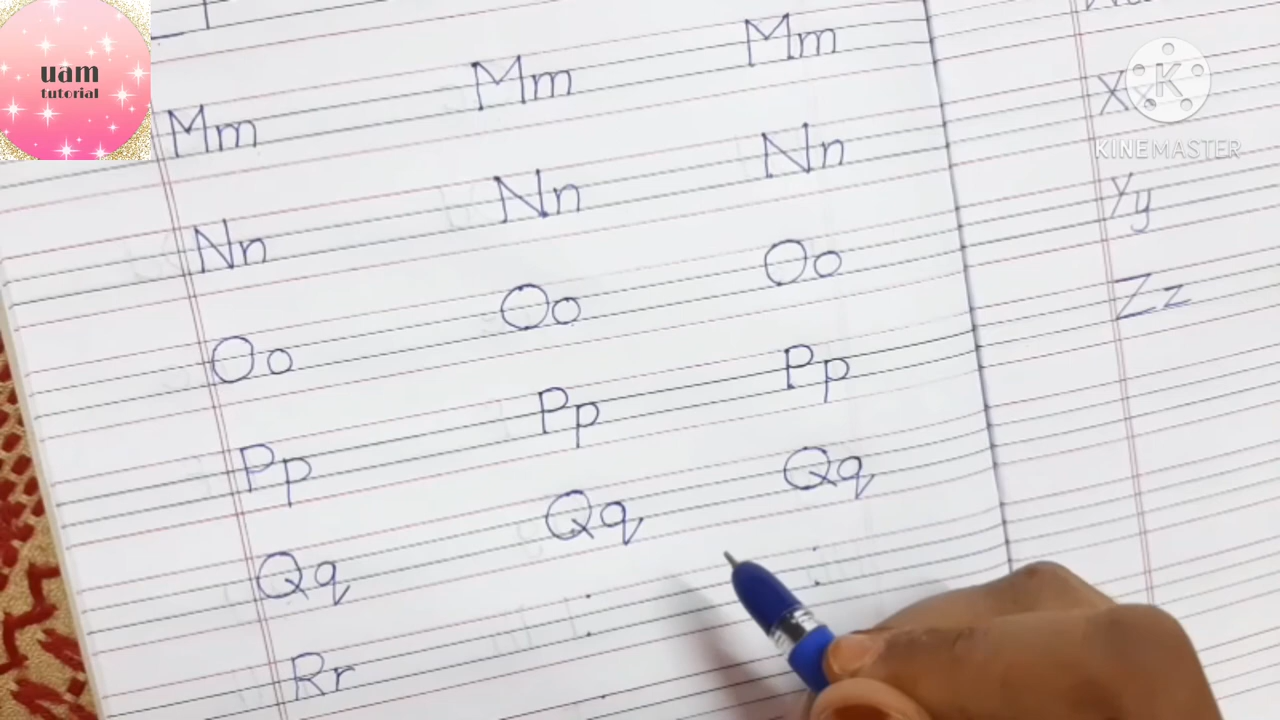 uam
tutorial
KINEMASTER
Mm Mm Mm
Nn Nn Nn
Oo Oo Oo
Pp Pp Pp
Qq Qq Qq
Rr
Xx
Yy
Zz